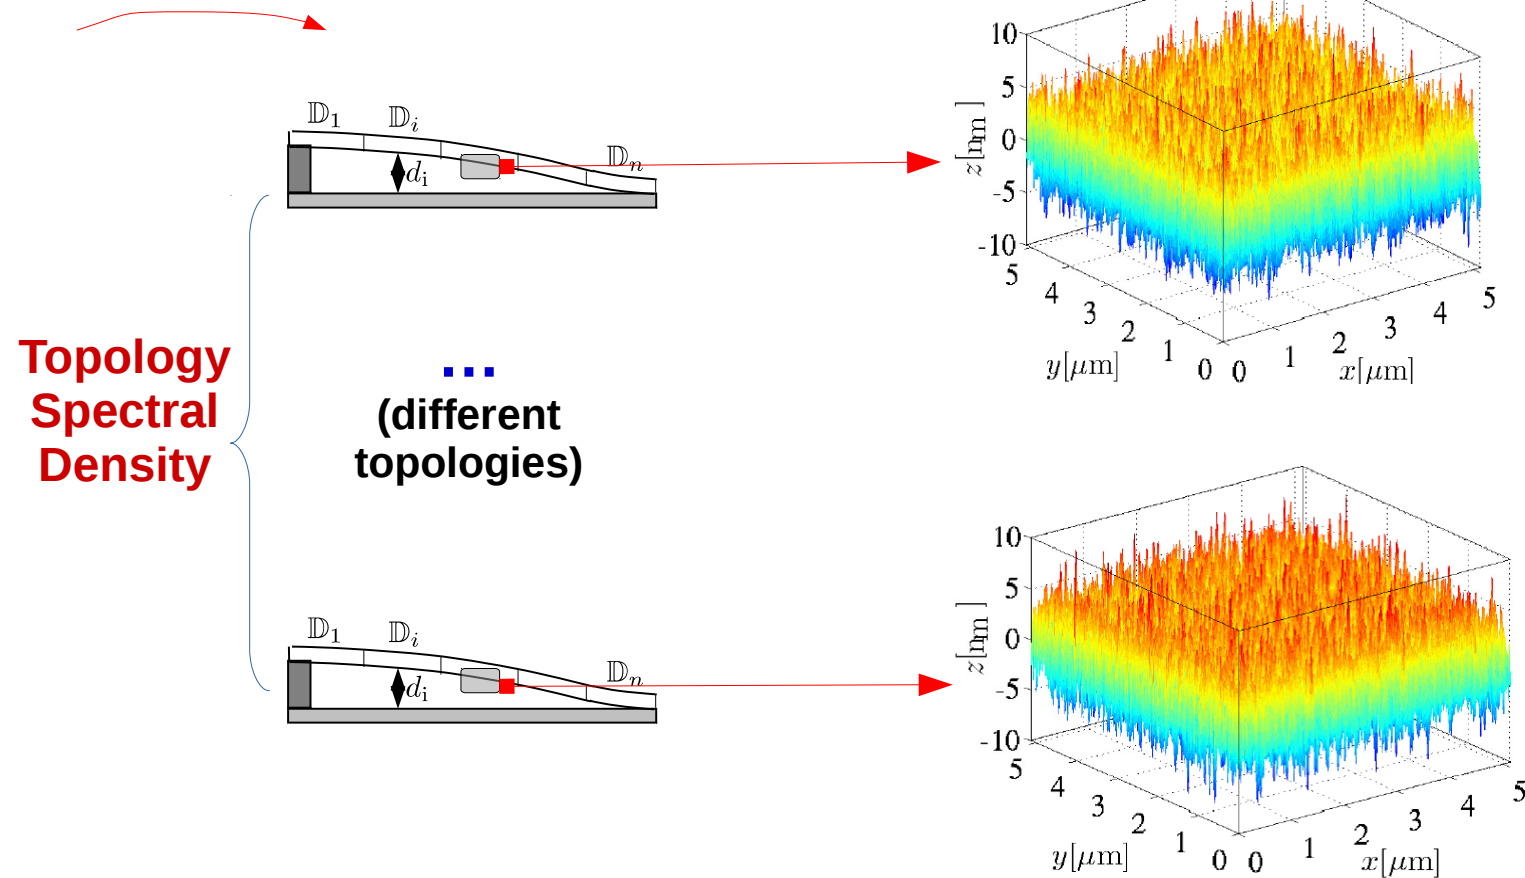 𝔻1
𝔻i
𝔻n
di
10
5
0
-5
-10
z[nm]
5
4
3
2
1
0
y[μm]
0
1
2
3
4
5
x[μm]
Topology
Spectral
Density
...
(different
topologies)
𝔻1
𝔻i
𝔻n
di
10
5
0
-5
-10
z[nm]
5
4
3
2
1
0
y[μm]
0
1
2
3
4
5
x[μm]